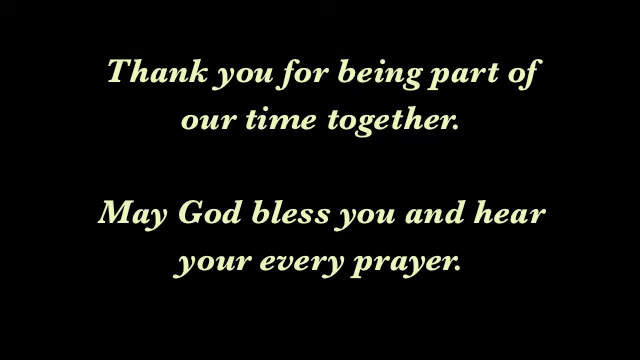 Thank you for being part of
our time together.
May God bless you and hear
your every prayer.